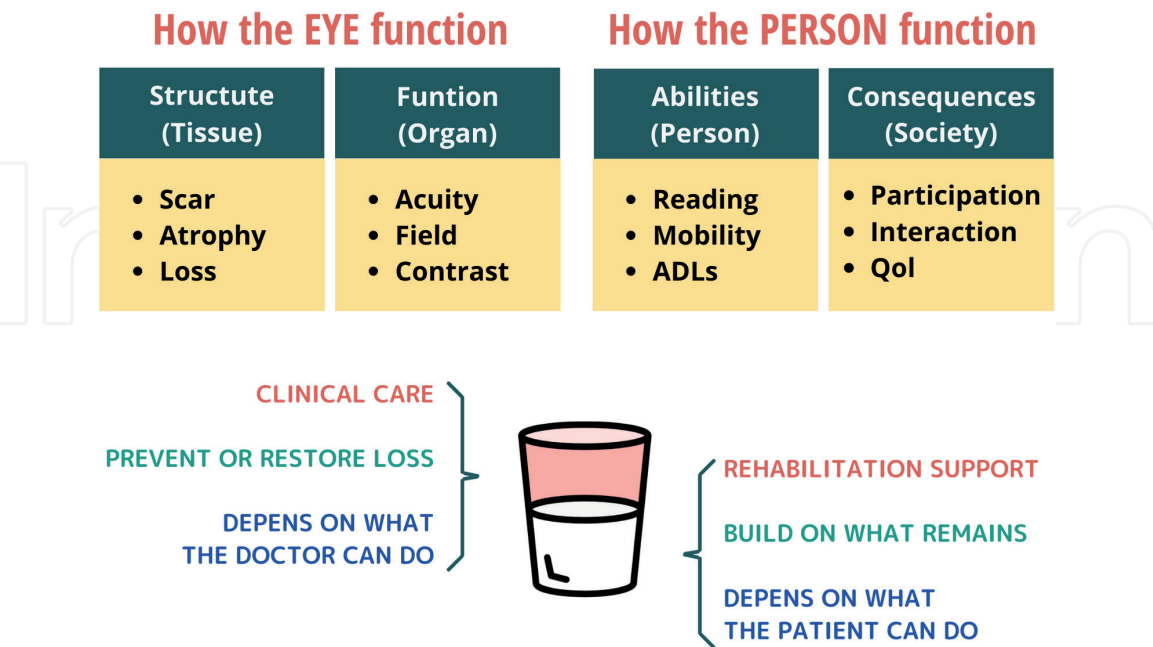 How the EYE function
How the PERSON function
Structute
(Tissue)
Funtion
(Organ)
Abilities
(Person)
Consequences
(Society)
• Scar
• Atrophy
• Loss
• Acuity
• Field
• Contrast
• Reading
• Mobility
• ADLs
• Participation
• Interaction
• Qol
CLINICAL CARE
PREVENT OR RESTORE LOSS
DEPENS ON WHAT
THE DOCTOR CAN DO
REHABILITATION SUPPORT
BUILD ON WHAT REMAINS
DEPENS ON WHAT
THE PATIENT CAN DO